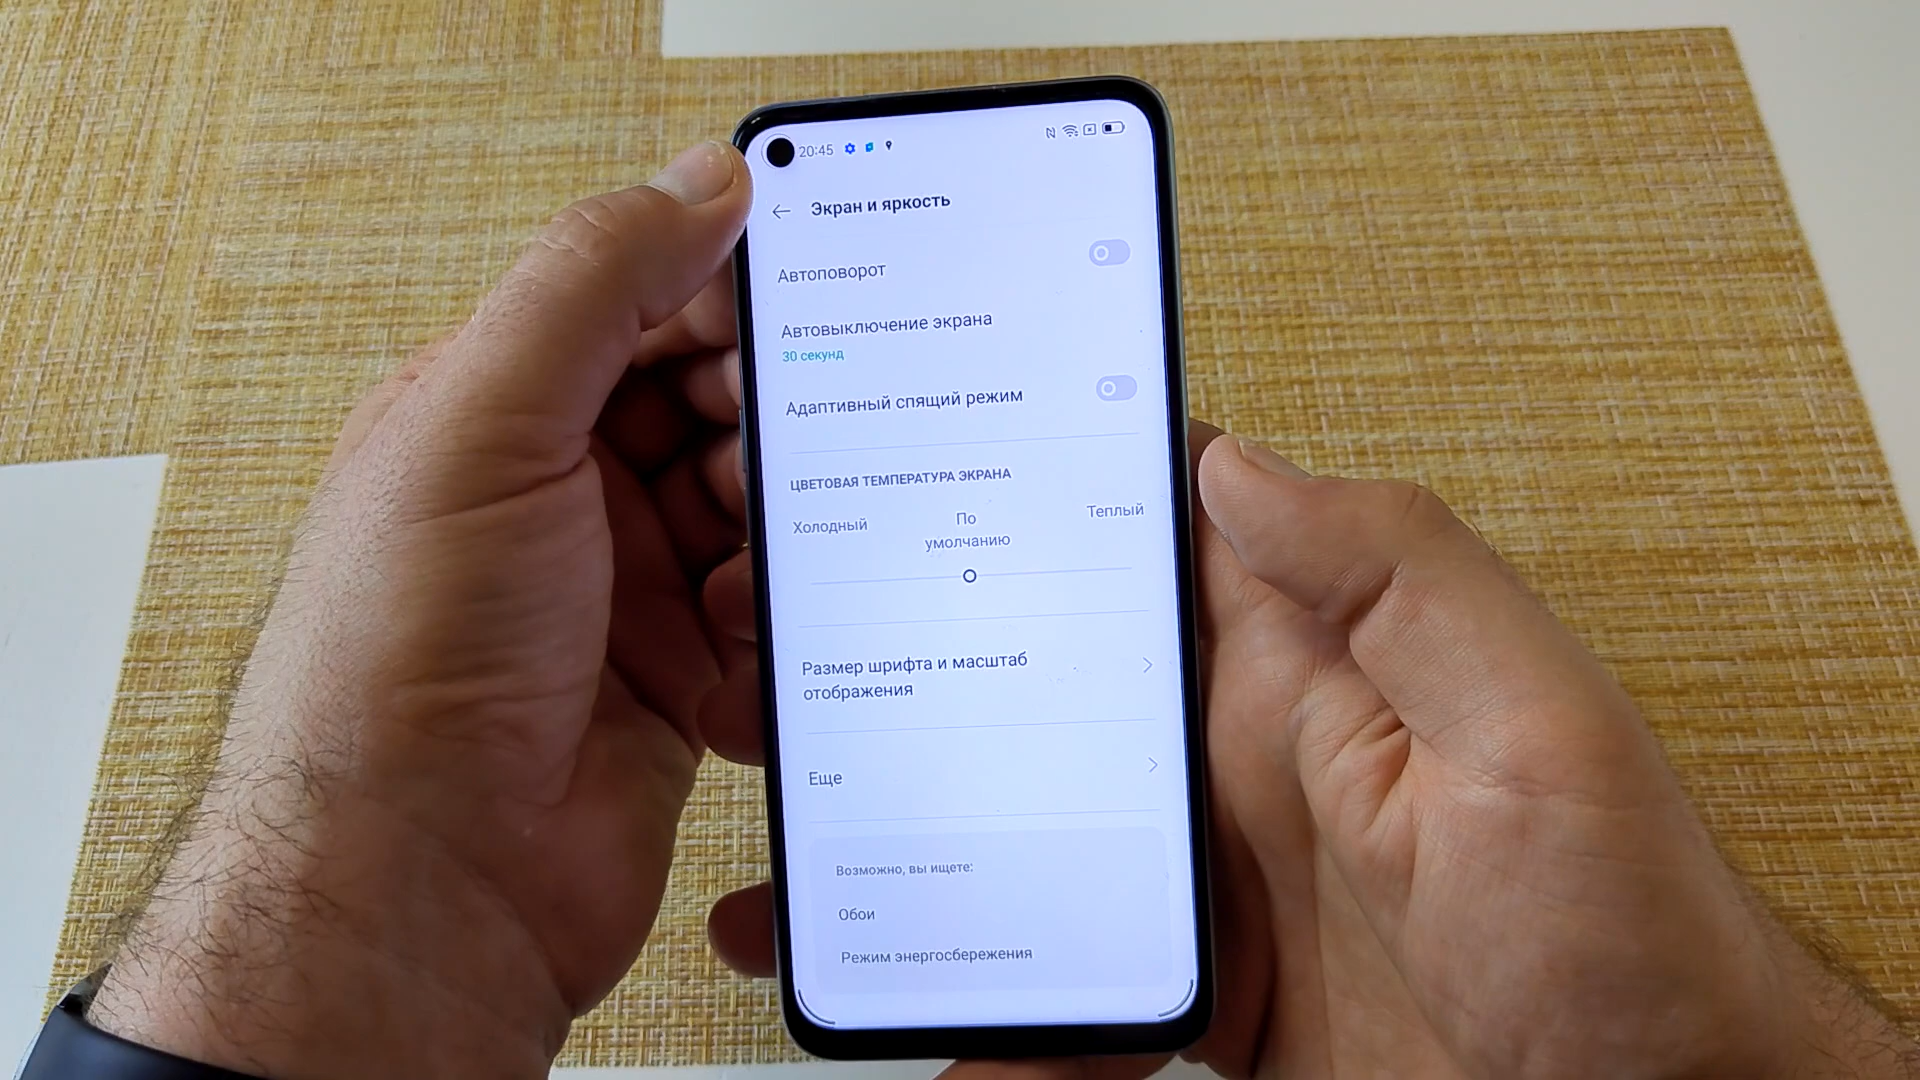 20:45
Экран и яркость
Автоповорот
Автовыключение экрана
30 секунд
Адаптивный спящий режим
ЦВЕТОВАЯ ТЕМПЕРАТУРА ЭКРАНА
Холодный
По
умолчанию
Теплый
Размер шрифта и масштаб
отображения
Еще
Возможно, вы ищете:
Обои
Режим энергосбережения